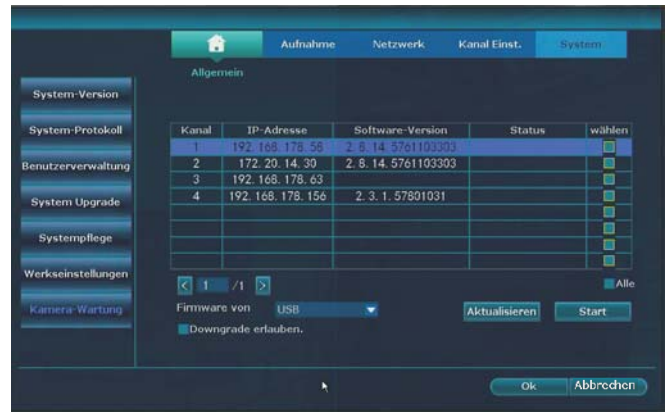 Aufnahme Netzwerk Kanal Einst. System
Allgemein
System-Version
System-Protokoll
Benutzerverwaltung
System Upgrade
Systempflege
Werkseinstellungen
Kamera-Wartung
Kanal IP-Adresse Software-Version Status wählen
1 192. 168. 178. 58 2. 8. 14. 5761103303
2 172. 20. 14. 30 2. 8. 14. 5761103303
3 192. 168. 178. 63
4 192. 168. 178. 156 2. 3. 1. 57801031
< 1 /1 > Alle
Firmware von USB Aktualisieren Start
Downgrade erlauben.
Ok Abbrechen